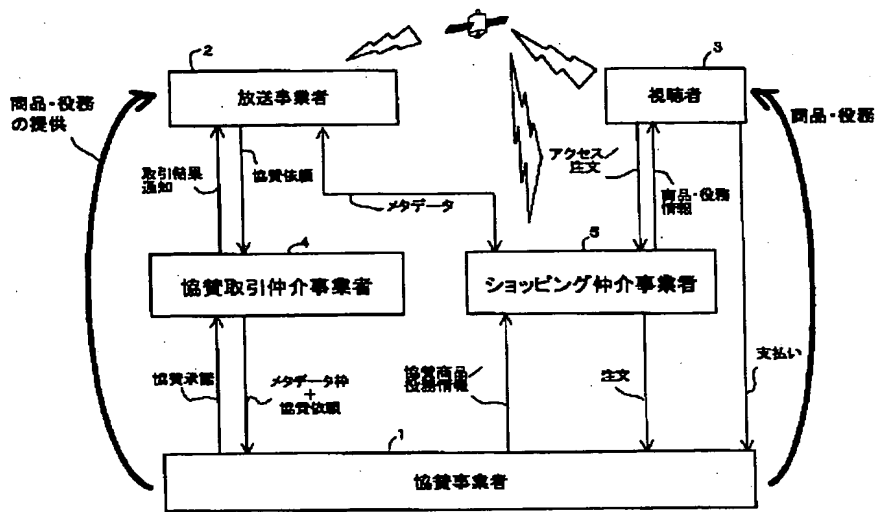 2
3
放送事業者
視聴者
商品・役務
の提供
商品・役務
取引結果
通知
協賛依頼
アクセス/
注文
商品・役務
情報
メタデータ
4
5
協賛取引仲介事業者
ショッピング仲介事業者
協賛承認
メタデータ枠
+
協賛依頼
協賛商品/
役務情報
注文
支払い
1
協賛事業者